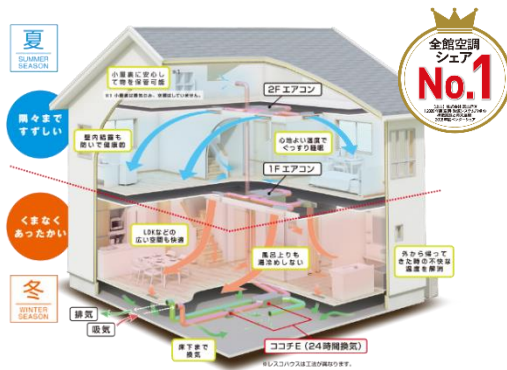 夏
SUMMER
SEASON
隅々まで
すずしい
くまなく
あったかい
冬
WINTER
SEASON
小屋裏に安心し
て物を保管可能
※1
2F エアコン
壁内結露も
防いで健康的
心地よい温度で
ぐっすり睡眠
1F エアコン
LDKなどの
広い空間も快適
風呂上りも
湯冷めしない
外から帰って
きた時の不快な
温度を解消
排気
吸気
床下まで
換気
ココチE（24時間換気）
※レスコハウスは工法が異なります。
全館空調
シェア
No.1